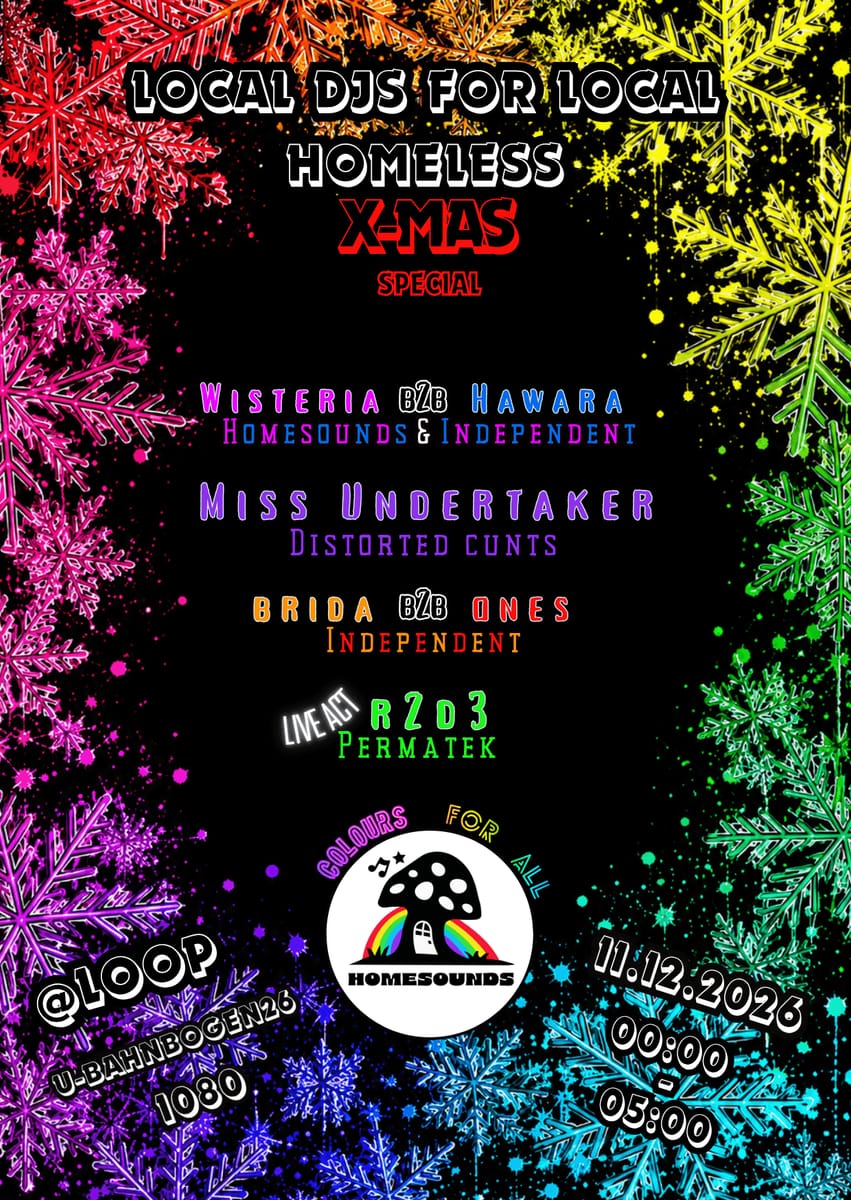 LOCAL DJS FOR LOCAL
HOMELESS
X-MAS
SPECIAL
WISTERIA B2B HAWARA
HOMESOUNDS & INDEPENDENT
MISS UNDERTAKER
DISTORTED CUNTS
BRIDA B2B ONES
INDEPENDENT
LIVE ACT r2d3
PERMATEK
COLOURS FOR ALL
HOMESOUNDS
@LOOP
U-BAHNBOGEN26
1080
11.12.2026
00:00
-
05:00